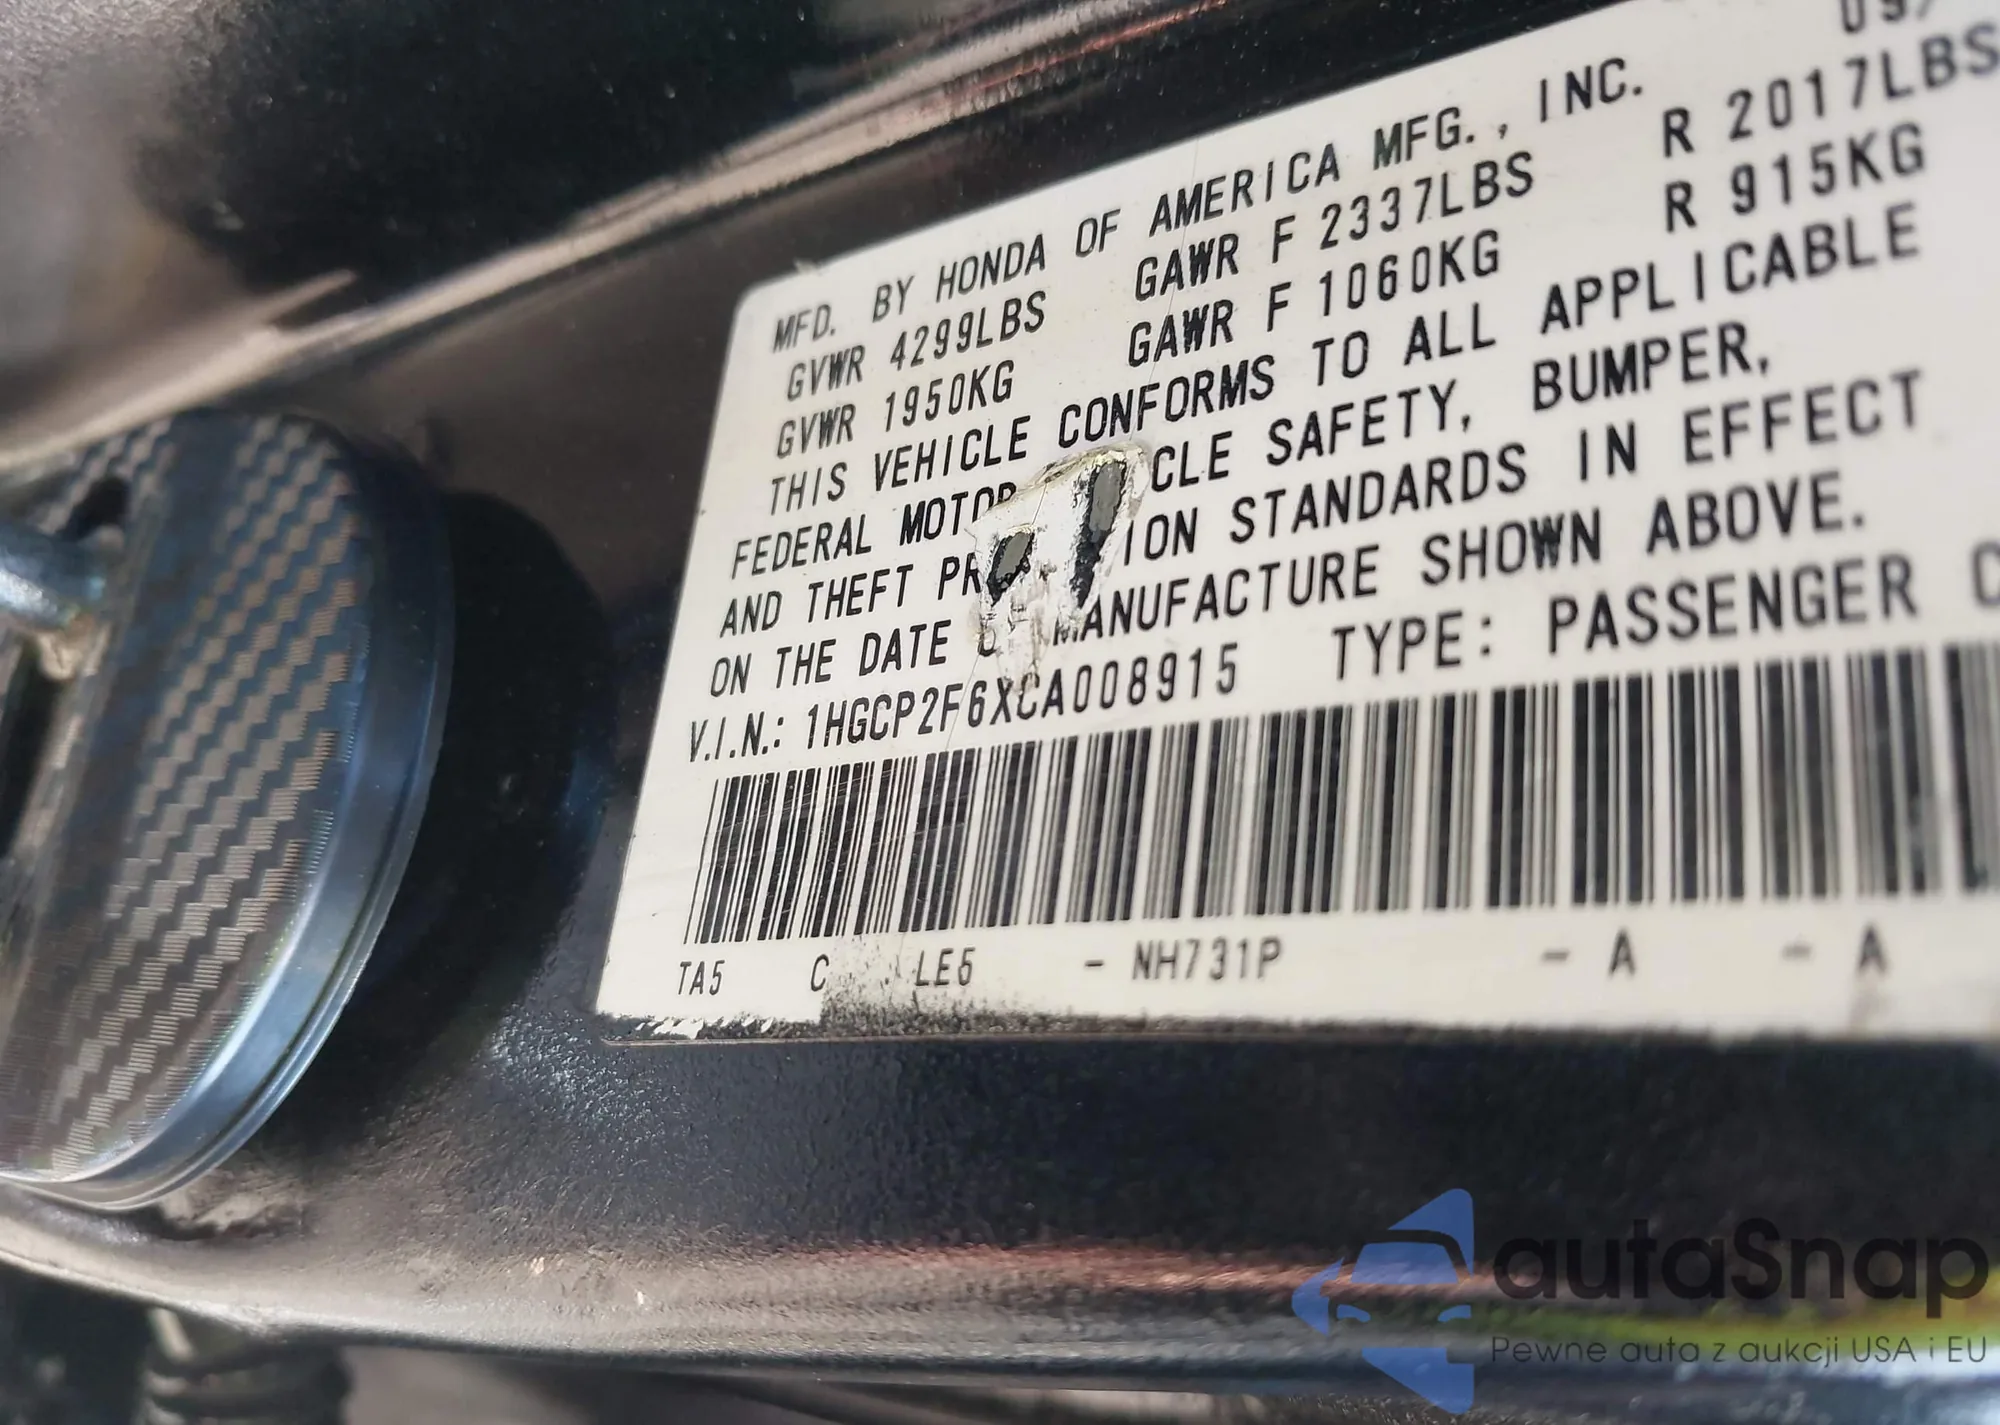 09/
MFD. BY HONDA OF AMERICA MFG., INC.
GVWR 4299LBS GAWR F 2337LBS R 2017LBS
GVWR 1950KG GAWR F 1060KG R 915KG
THIS VEHICLE CONFORMS TO ALL APPLICABLE
FEDERAL MOTOR CLE SAFETY, BUMPER,
AND THEFT PR ION STANDARDS IN EFFECT
ON THE DATE O MANUFACTURE SHOWN ABOVE.
V.I.N.: 1HGCP2F6XCA008915 TYPE: PASSENGER C
TA5 C LE5 - NH731P - A - A
autaSnap
Pewne auta z aukcji USA i EU